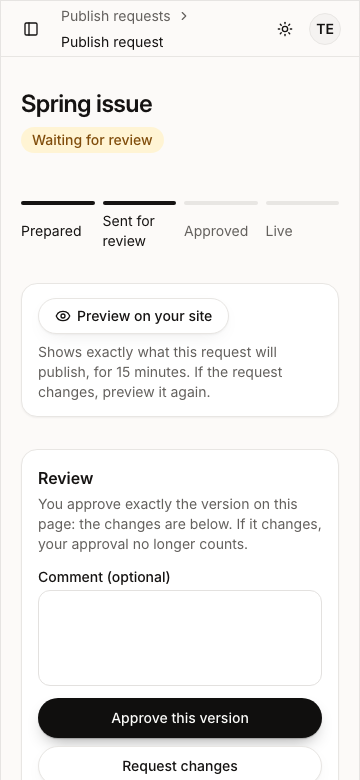 Publish requests
Publish request
TE
Spring issue
Waiting for review
Prepared
Sent for
review
Approved
Live
Preview on your site
Shows exactly what this request will
publish, for 15 minutes. If the request
changes, preview it again.
Review
You approve exactly the version on this
page: the changes are below. If it changes,
your approval no longer counts.
Comment (optional)
Approve this version
Request changes